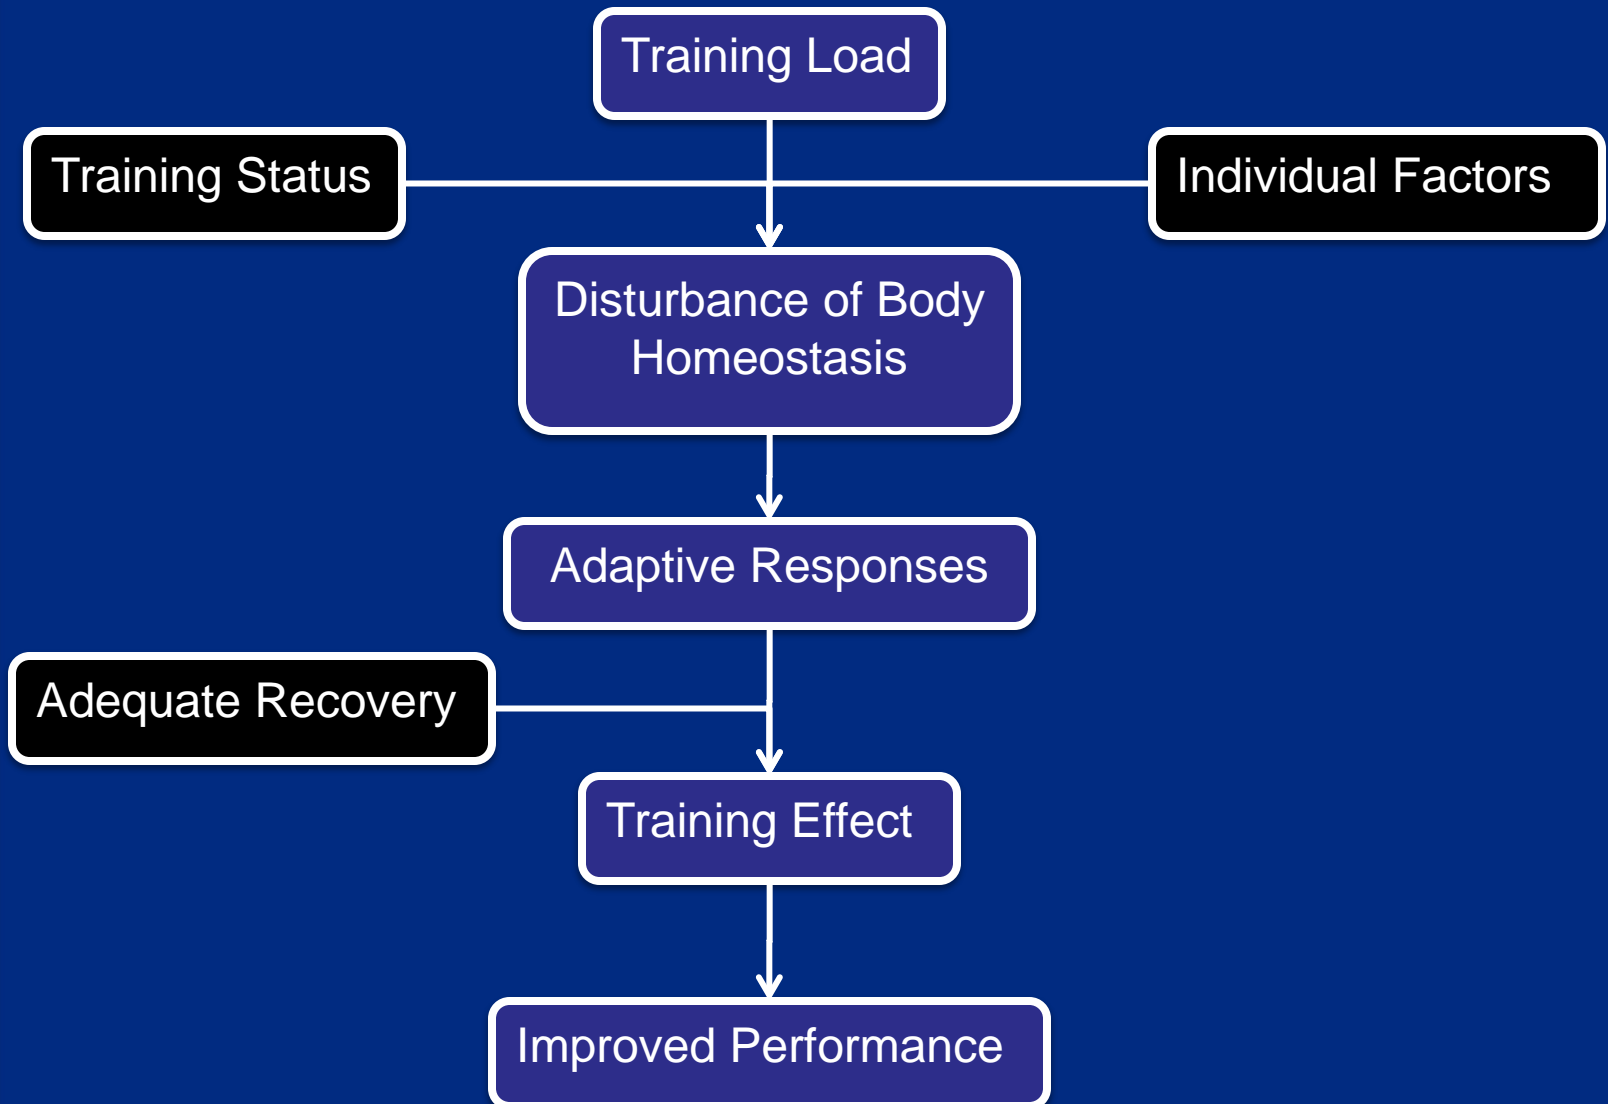 Training Load
Training Status
Individual Factors
Disturbance of Body
Homeostasis
Adaptive Responses
Adequate Recovery
Training Effect
Improved Performance